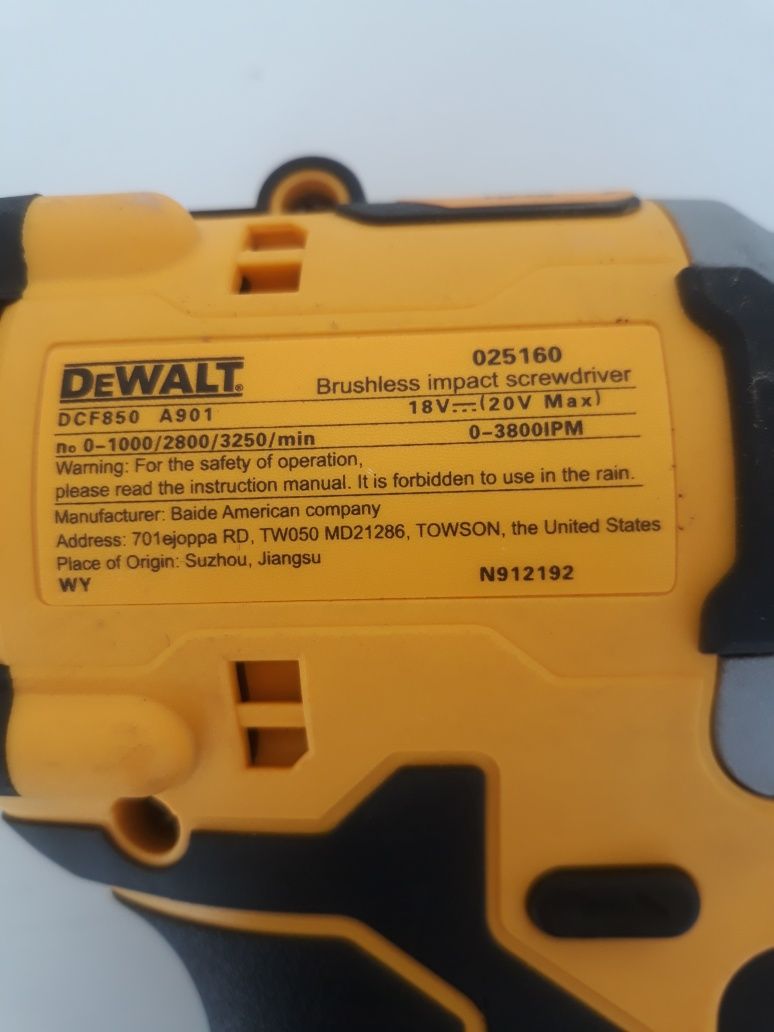 DEWALT®
025160
Brushless impact screwdriver
DCF850 A901
18V⎓(20V Max)
no 0-1000/2800/3250/min
0-3800IPM
Warning: For the safety of operation,
please read the instruction manual. It is forbidden to use in the rain.
Manufacturer: Baide American company
Address: 701ejoppa RD, TW050 MD21286, TOWSON, the United States
Place of Origin: Suzhou, Jiangsu
WY
N912192